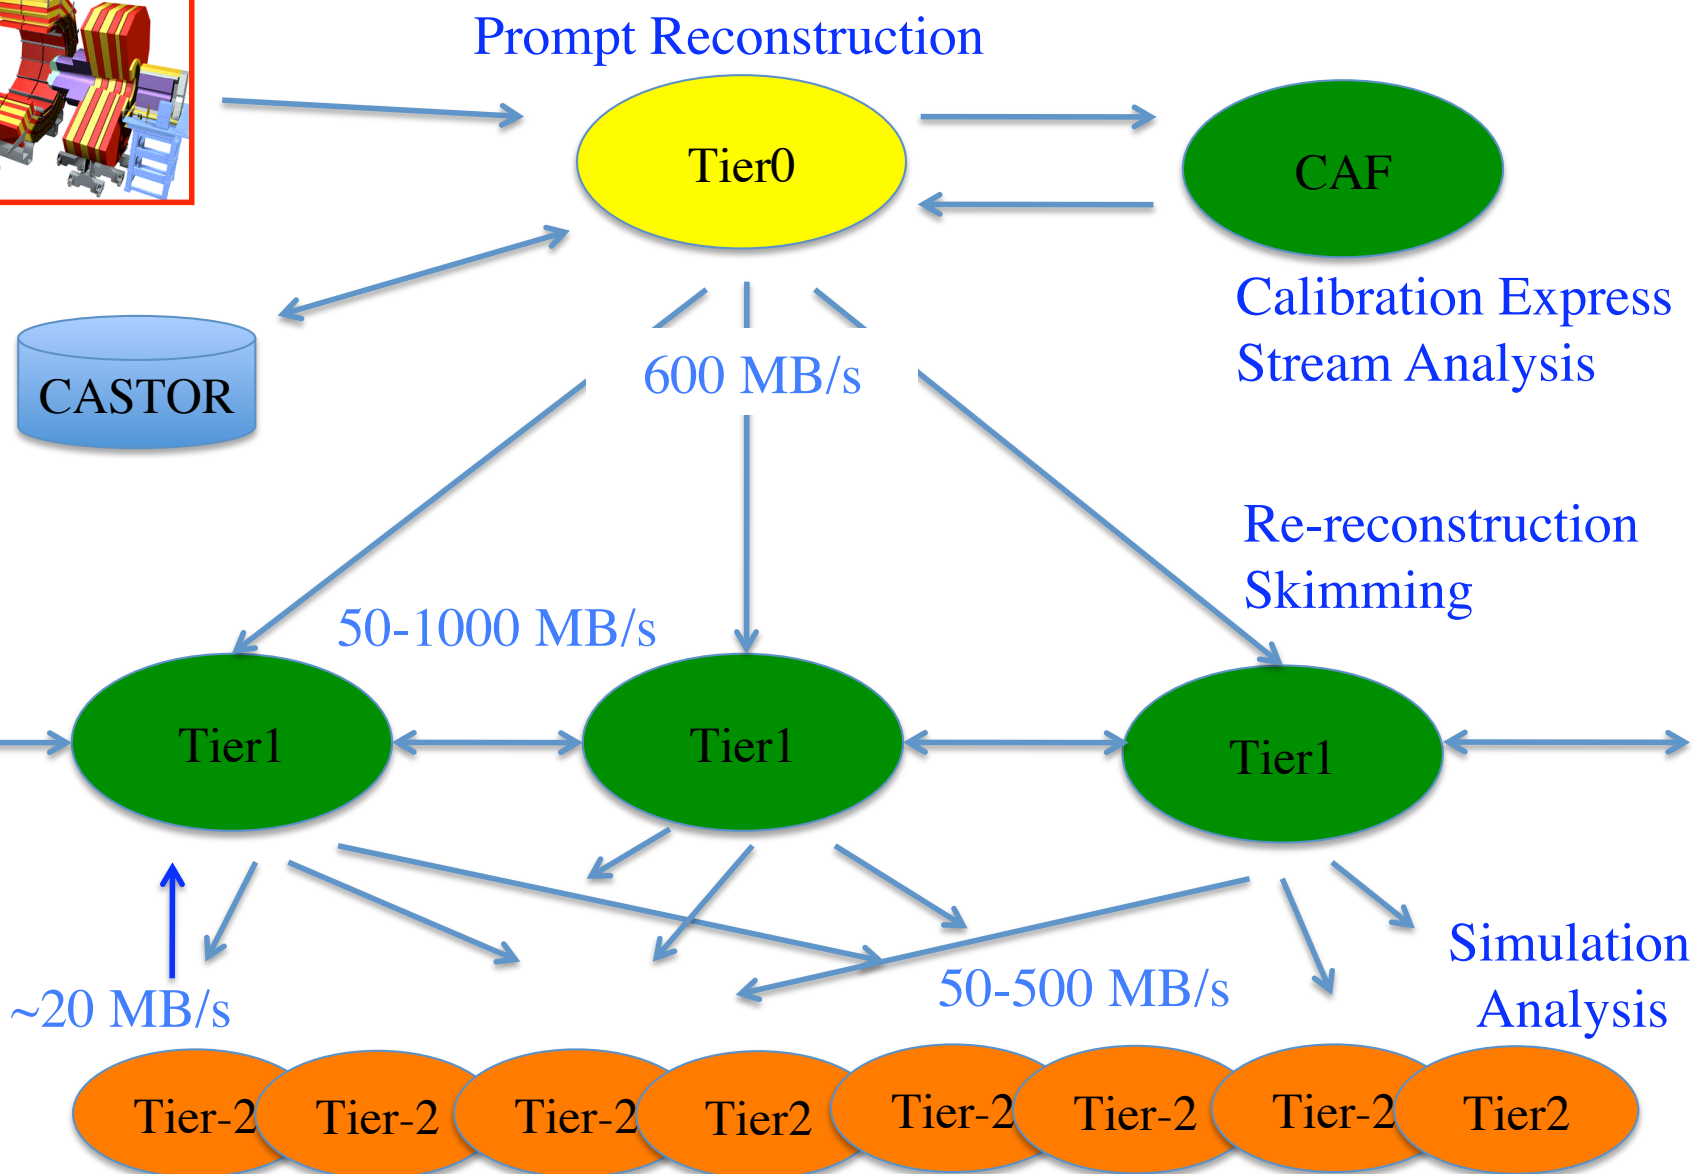 Prompt Reconstruction
Tier0
CAF
Calibration Express
Stream Analysis
CASTOR
600 MB/s
Re-reconstruction
Skimming
50-1000 MB/s
Tier1
Tier1
Tier1
Simulation
Analysis
~20 MB/s
50-500 MB/s
Tier-2
Tier-2
Tier-2
Tier2
Tier-2
Tier-2
Tier-2
Tier2